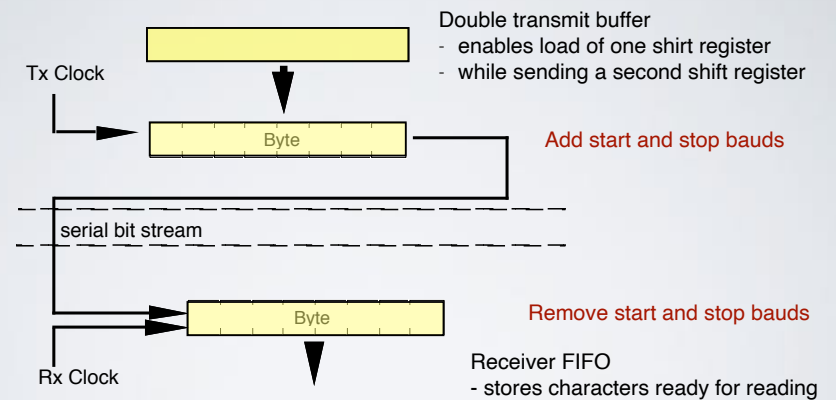 Double transmit buffer
- enables load of one shirt register
- while sending a second shift register
Tx Clock
Byte
Add start and stop bauds
serial bit stream
Byte
Remove start and stop bauds
Rx Clock
Receiver FIFO
- stores characters ready for reading